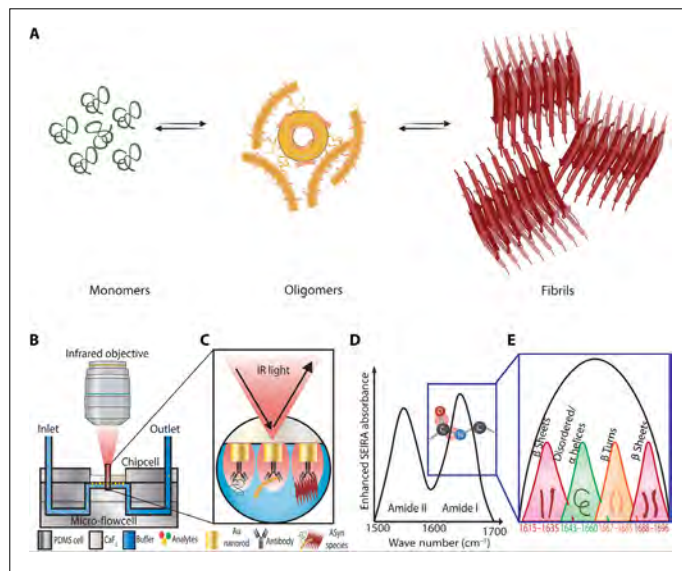 A
Monomers
Oligomers
Fibrils
B
Infrared objective
Inlet
Outlet
Chipcell
Micro-flowcell
C
IR light
D
Enhanced SEIRA absorbance
O
C
N
C
Amide II
Amide I
1500
1600
1700
Wave number (cm⁻¹)
E
β Sheets
Disordered/
α helices
β Turns
β Sheets
1615–1635
1643–1660
1667–1685
1688–1696
PDMS cell
CaF₂
Buffer
Analytes
Au
nanorod
Antibody
ASyn
species